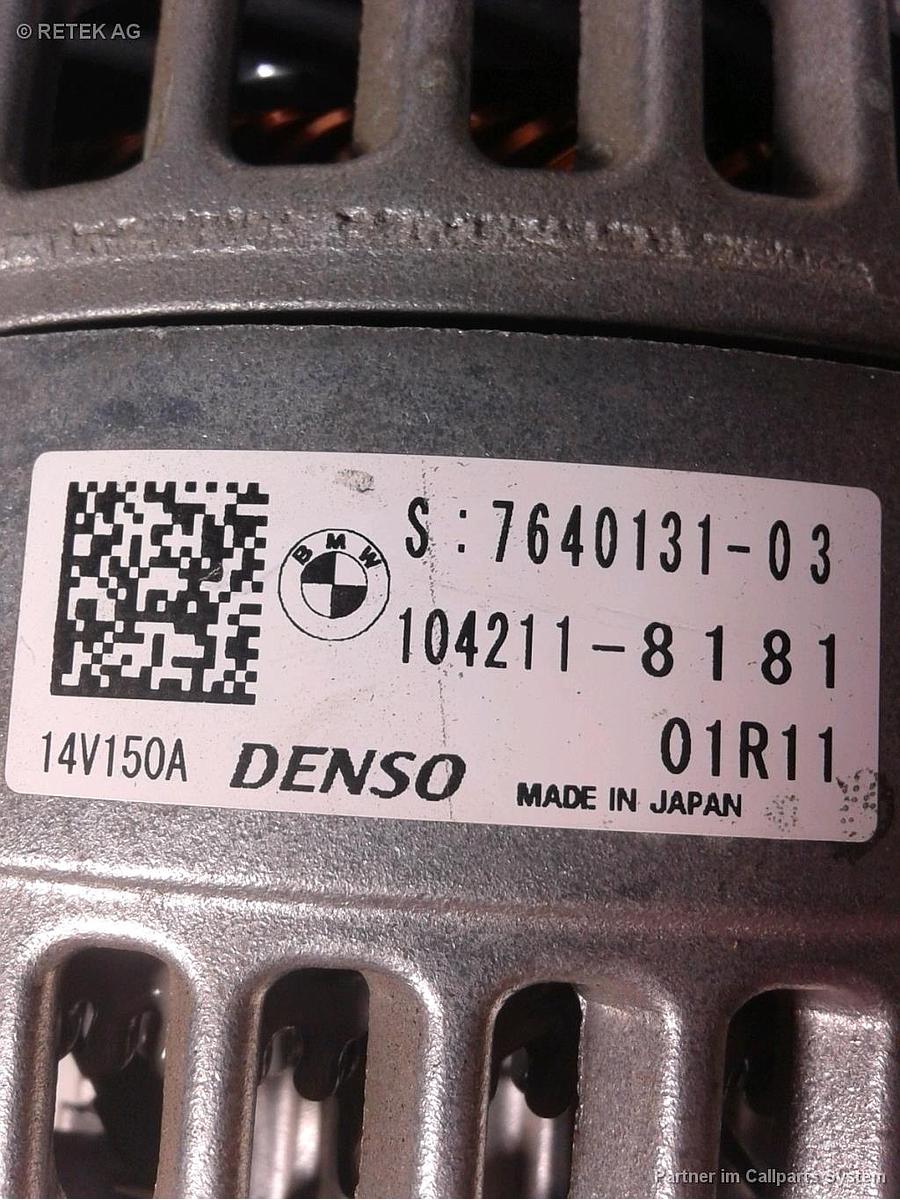 © RETEK AG
BMW
S:7640131-03
104211-8181
01R11
14V150A
DENSO
MADE IN JAPAN
Partner im Callparts System